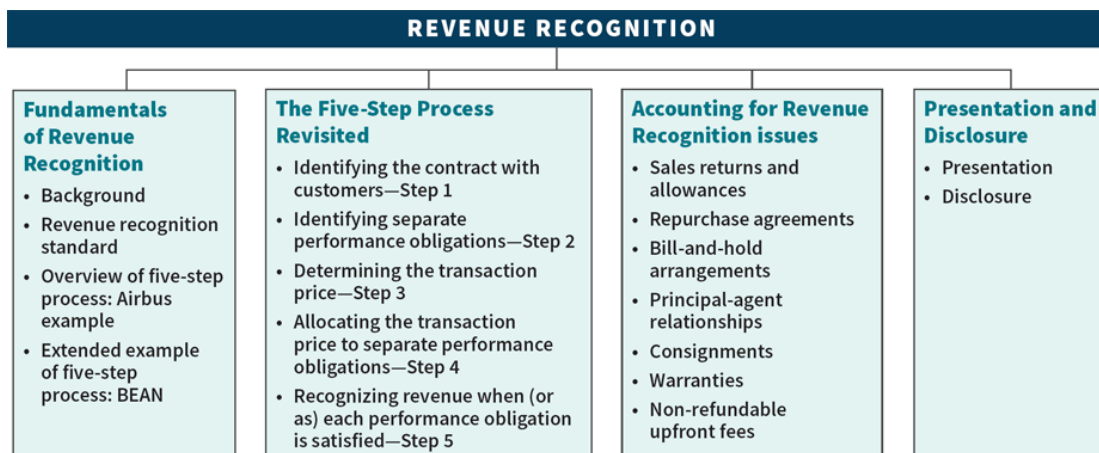 REVENUE RECOGNITION
Fundamentals
of Revenue
Recognition
• Background
• Revenue recognition
standard
• Overview of five-step
process: Airbus
example
• Extended example
of five-step
process: BEAN
The Five-Step Process
Revisited
• Identifying the contract with
customers—Step 1
• Identifying separate
performance obligations—Step 2
• Determining the transaction
price—Step 3
• Allocating the transaction
price to separate performance
obligations—Step 4
• Recognizing revenue when (or
as) each performance obligation
is satisfied—Step 5
Accounting for Revenue
Recognition issues
• Sales returns and
allowances
• Repurchase agreements
• Bill-and-hold
arrangements
• Principal-agent
relationships
• Consignments
• Warranties
• Non-refundable
upfront fees
Presentation and
Disclosure
• Presentation
• Disclosure